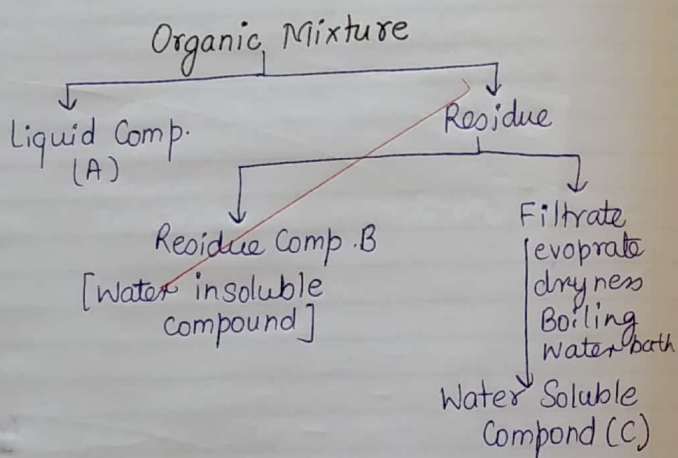 Organic Mixture
Liquid Comp.
(A)
Residue
Residue Comp.B
[Water insoluble
compound]
Filtrate
evoprate
dryness
Boiling
Water bath
Water Soluble
Compond (C)